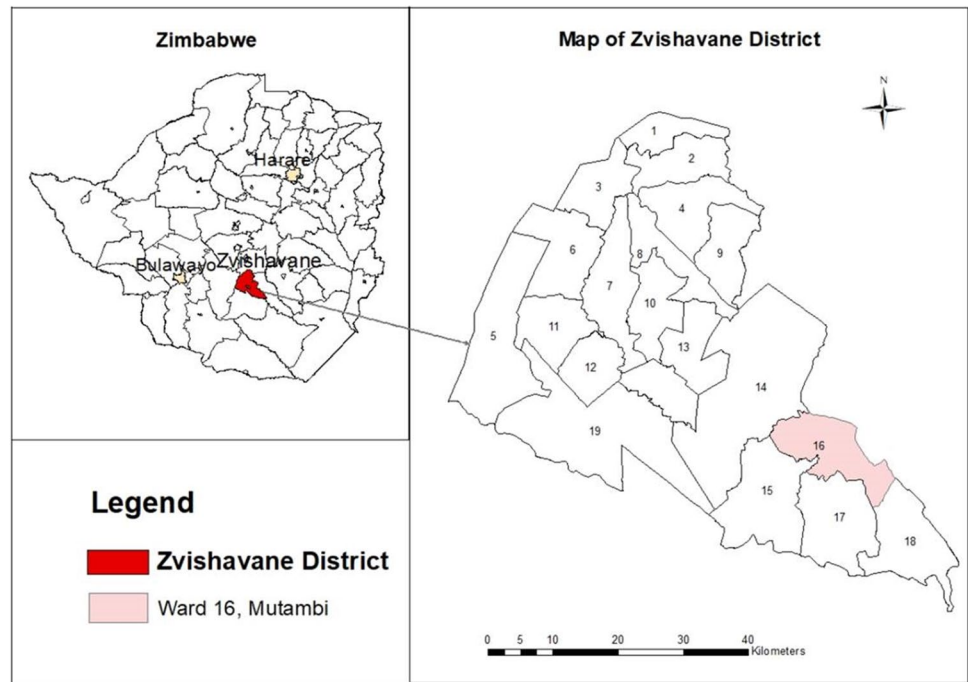 Zimbabwe
Harare
Bulawayo
Zvishavane
Legend
Zvishavane District
Ward 16, Mutambi
Map of Zvishavane District
N
1
2
3
4
6
8
9
7
10
5
11
13
12
14
19
16
15
17
18
0 5 10 20 30 40
Kilometers